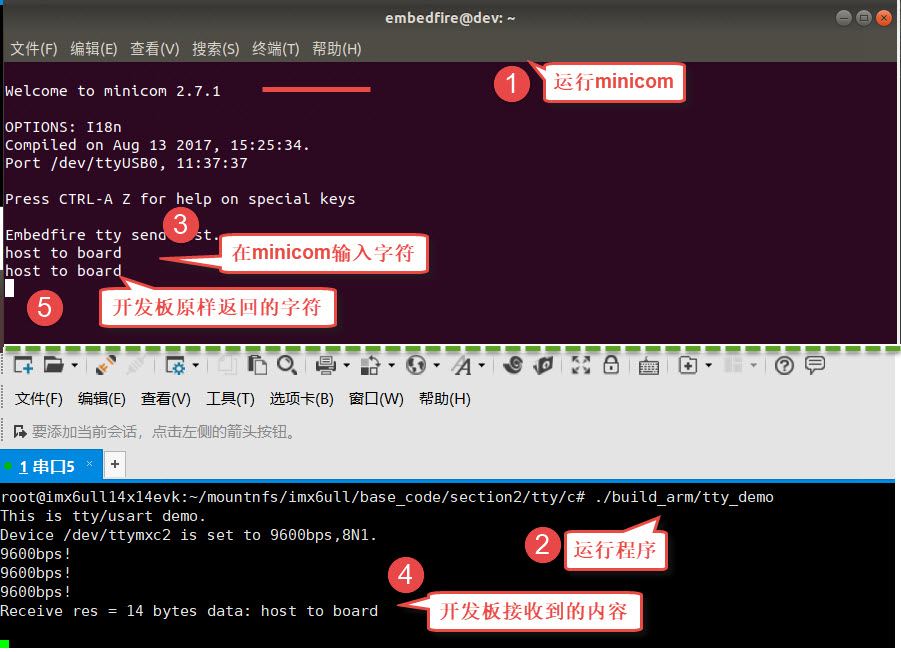 embedfire@dev: ~
文件(F) 编辑(E) 查看(V) 搜索(S) 终端(T) 帮助(H)
1 运行minicom
Welcome to minicom 2.7.1
OPTIONS: I18n
Compiled on Aug 13 2017, 15:25:34.
Port /dev/ttyUSB0, 11:37:37
Press CTRL-A Z for help on special keys
3
Embedfire tty send st.
host to board
在minicom输入字符
host to board
5 开发板原样返回的字符
文件(F) 编辑(E) 查看(V) 工具(T) 选项卡(B) 窗口(W) 帮助(H)
要添加当前会话，点击左侧的箭头按钮。
1 串口5 × +
root@imx6ull14x14evk:~/mountnfs/imx6ull/base_code/section2/tty/c# ./build_arm/tty_demo
This is tty/usart demo.
Device /dev/ttymxc2 is set to 9600bps,8N1.
2 运行程序
9600bps!
9600bps!
9600bps!
4
Receive res = 14 bytes data: host to board
开发板接收到的内容